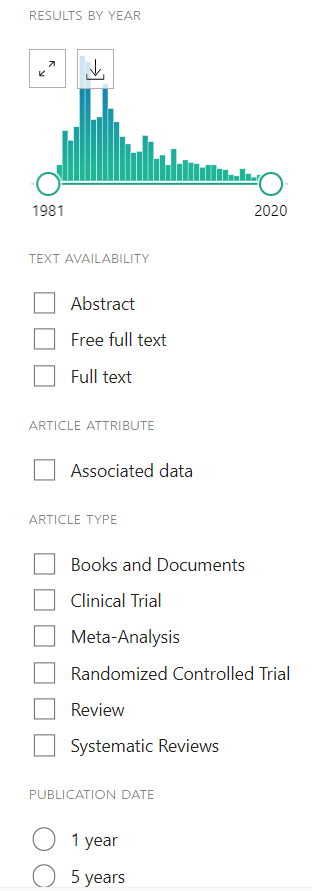 RESULTS BY YEAR
1981 2020
TEXT AVAILABILITY
Abstract
Free full text
Full text
ARTICLE ATTRIBUTE
Associated data
ARTICLE TYPE
Books and Documents
Clinical Trial
Meta-Analysis
Randomized Controlled Trial
Review
Systematic Reviews
PUBLICATION DATE
1 year
5 years